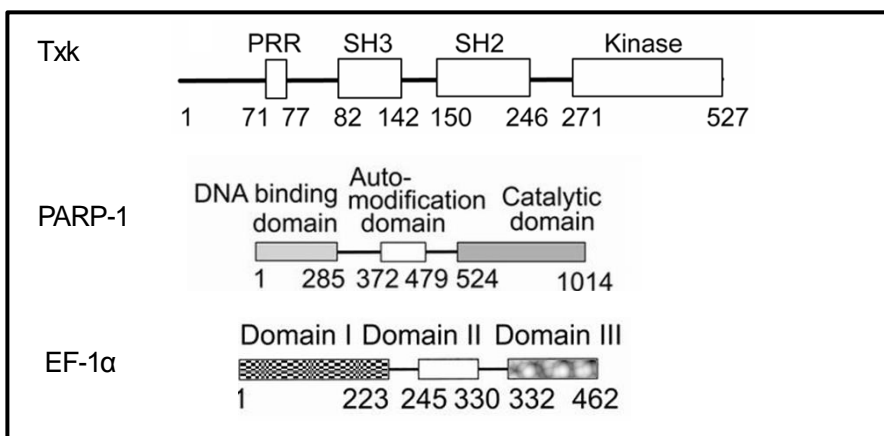 Txk
PRR SH3 SH2 Kinase
1 71 77 82 142 150 246 271 527
PARP-1
DNA binding domain
Auto-modification domain
Catalytic domain
1 285 372 479 524 1014
EF-1α
Domain I Domain II Domain III
1 223 245 330 332 462